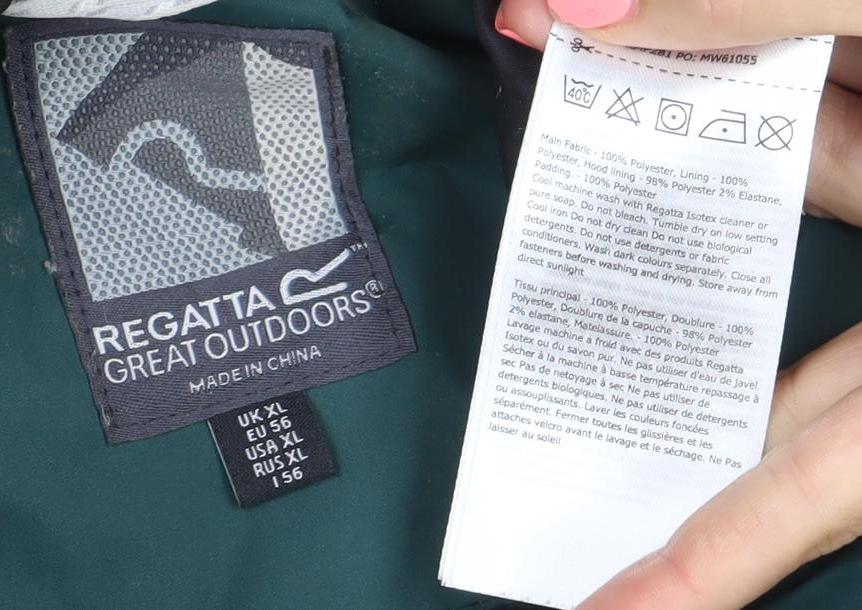 REGATTA
GREAT OUTDOORS®
MADE IN CHINA
UK XL
EU 56
USA XL
RUS XL
I 56
PO: MW61055
40°C
Main Fabric - 100% Polyester, Lining - 100%
Polyester, Hood lining - 98% Polyester 2% Elastane,
Padding. - 100% Polyester
Cool machine wash with Regatta Isotex cleaner or
pure soap. Do not bleach. Tumble dry on low setting
Cool iron Do not dry clean Do not use biological
detergents. Do not use detergents or fabric
conditioners. Wash dark colours separately. Close all
fasteners before washing and drying. Store away from
direct sunlight
Tissu principal - 100% Polyester, Doublure - 100%
Polyester, Doublure de la capuche - 98% Polyester
2% elastane, Matelassure. - 100% Polyester
Lavage machine a froid avec des produits Regatta
Isotex ou du savon pur. Ne pas utiliser d'eau de Javel.
Sécher à la machine à basse température repassage à
sec Pas de netoyage à sec Ne pas utiliser de
detergents biologiques. Ne pas utiliser de detergents
ou assouplissants. Laver les couleurs foncées
séparément. Fermer toutes les glissières et les
attaches velcro avant le lavage et le séchage. Ne Pas
laisser au soleil